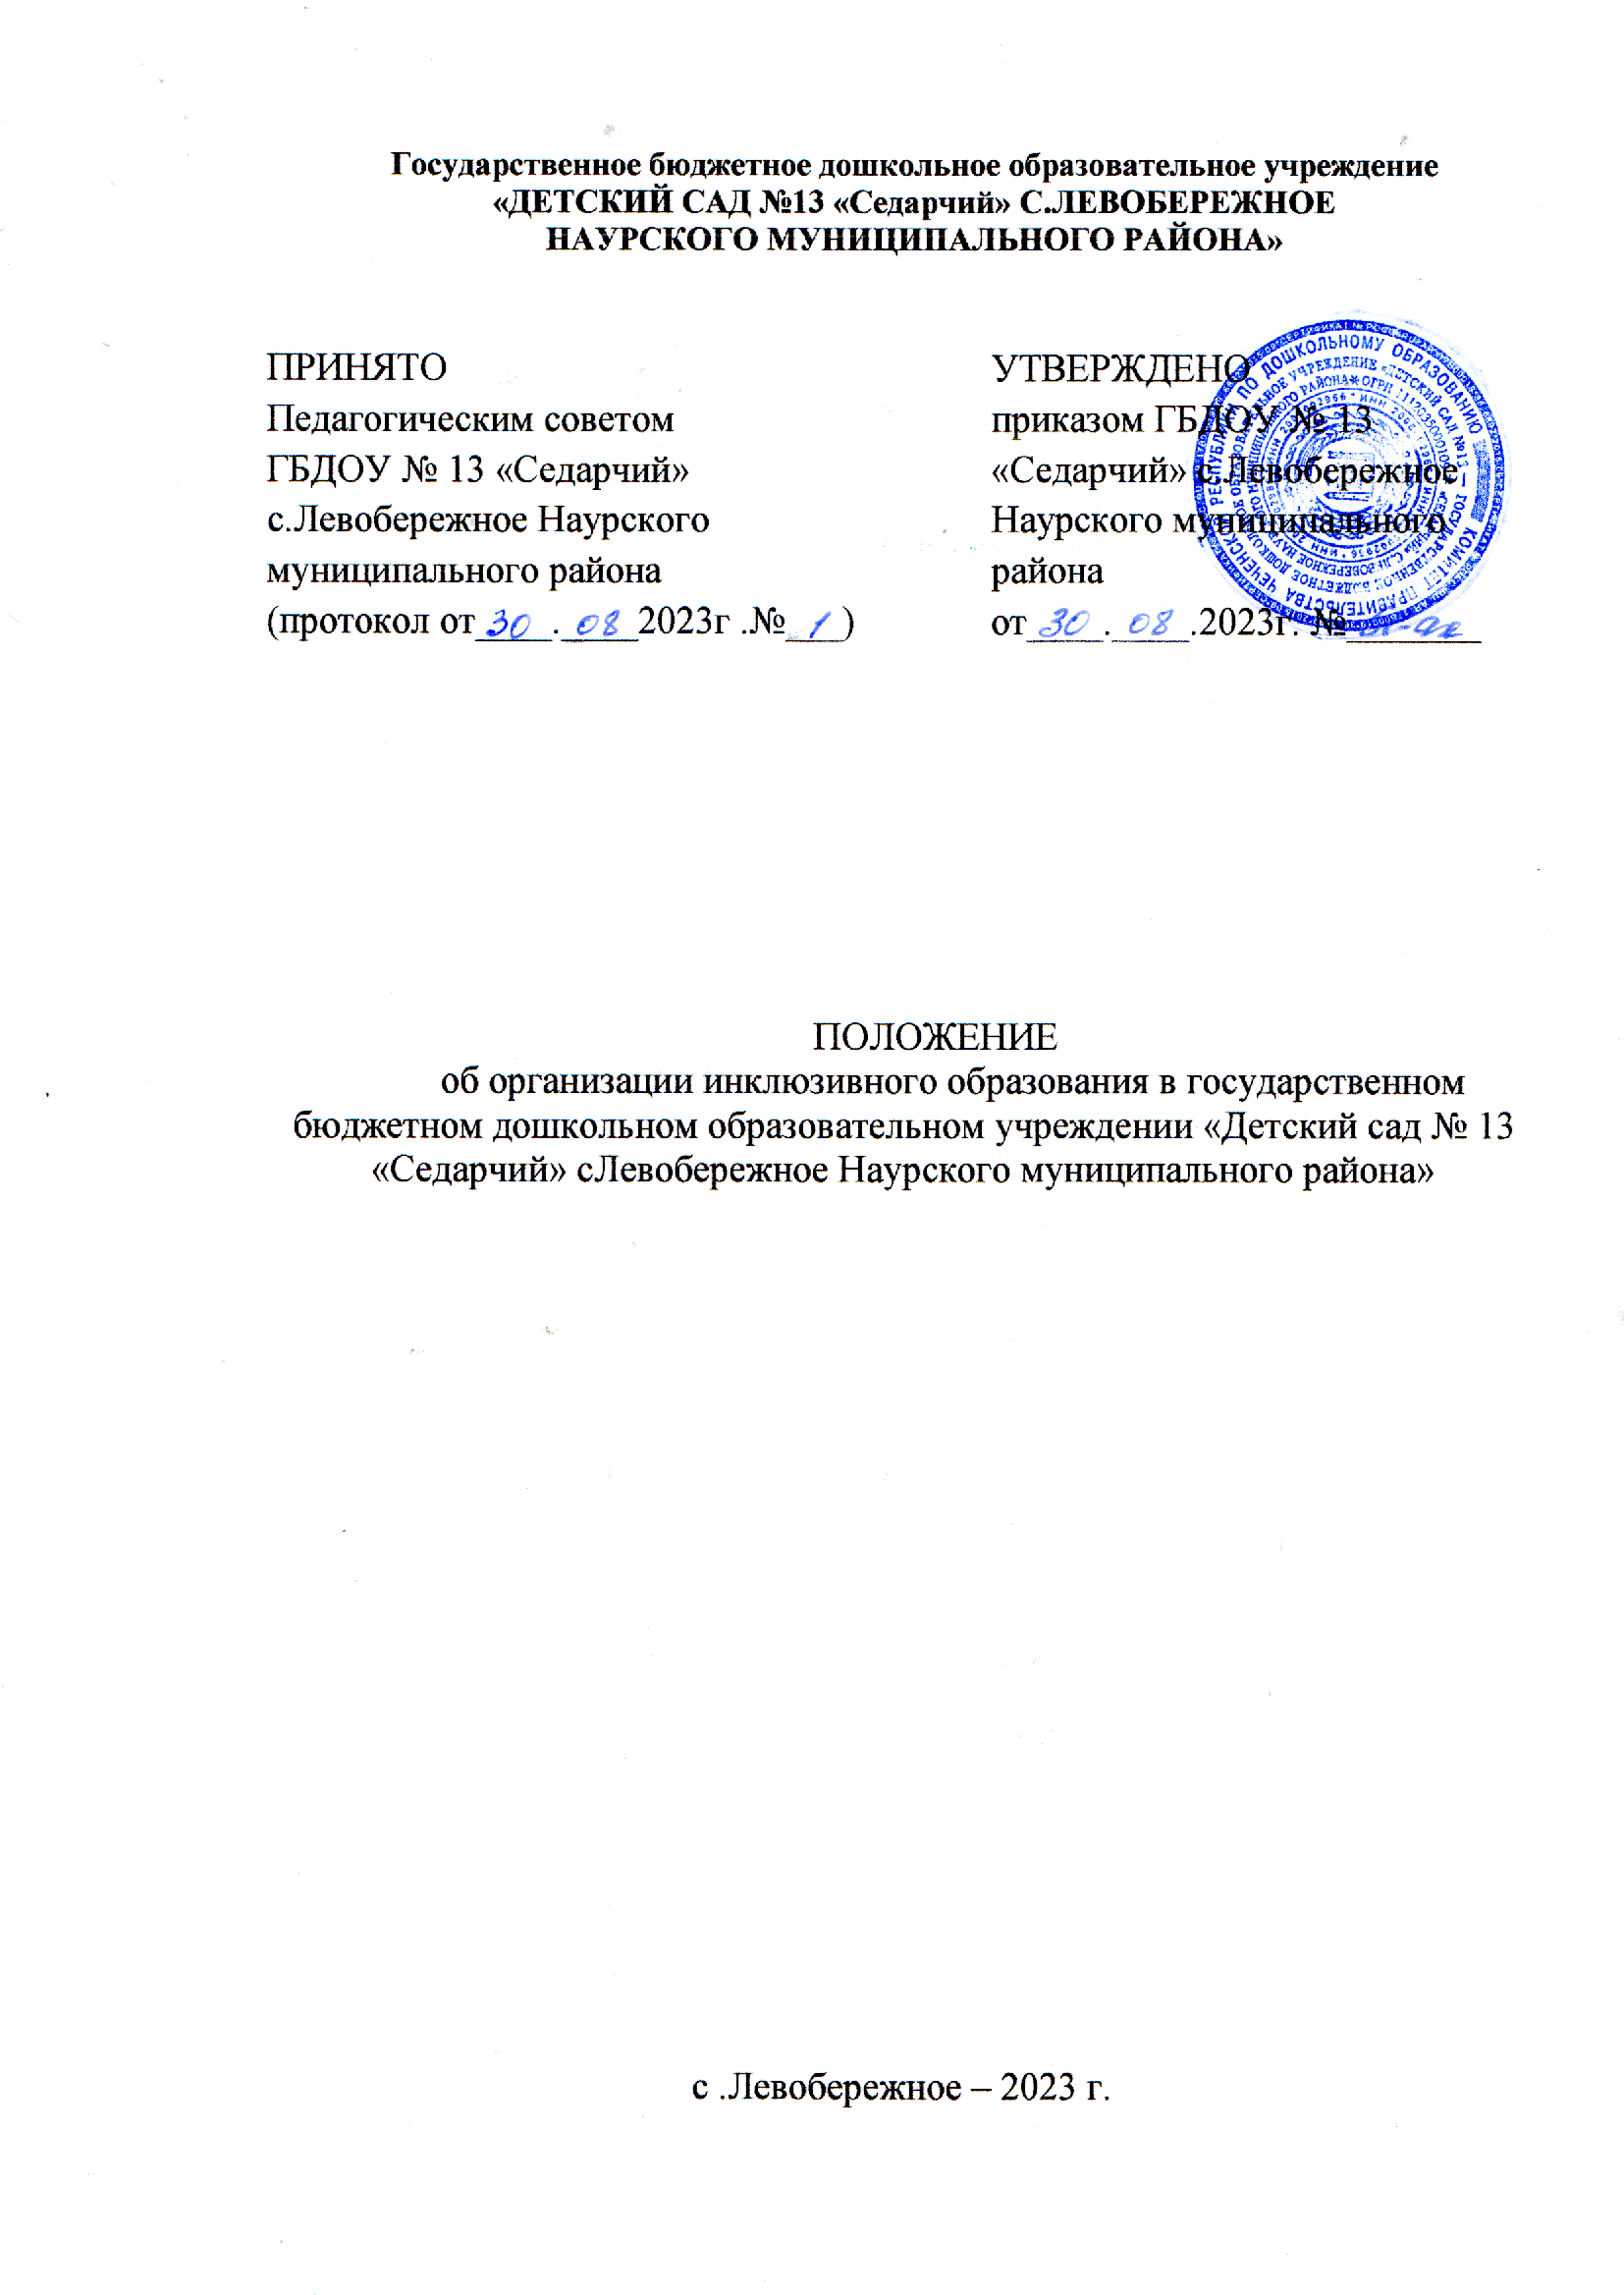 Государственное бюджетное дошкольное образовательное учреждение
«ДЕТСКИЙ САД №13 «Седарчий» С.ЛЕВОБЕРЕЖНОЕ
НАУРСКОГО МУНИЦИПАЛЬНОГО РАЙОНА»
ПРИНЯТО
Педагогическим советом
ГБДОУ № 13 «Седарчий»
с.Левобережное Наурского
муниципального района
(протокол от 30 . 08 2023г .№ 1 )
УТВЕРЖДЕНО
приказом ГБДОУ № 13
«Седарчий» с.Левобережное
Наурского муниципального
района
от 30 . 08 .2023г. №
ПОЛОЖЕНИЕ
об организации инклюзивного образования в государственном
бюджетном дошкольном образовательном учреждении «Детский сад № 13
«Седарчий» сЛевобережное Наурского муниципального района»
с .Левобережное – 2023 г.